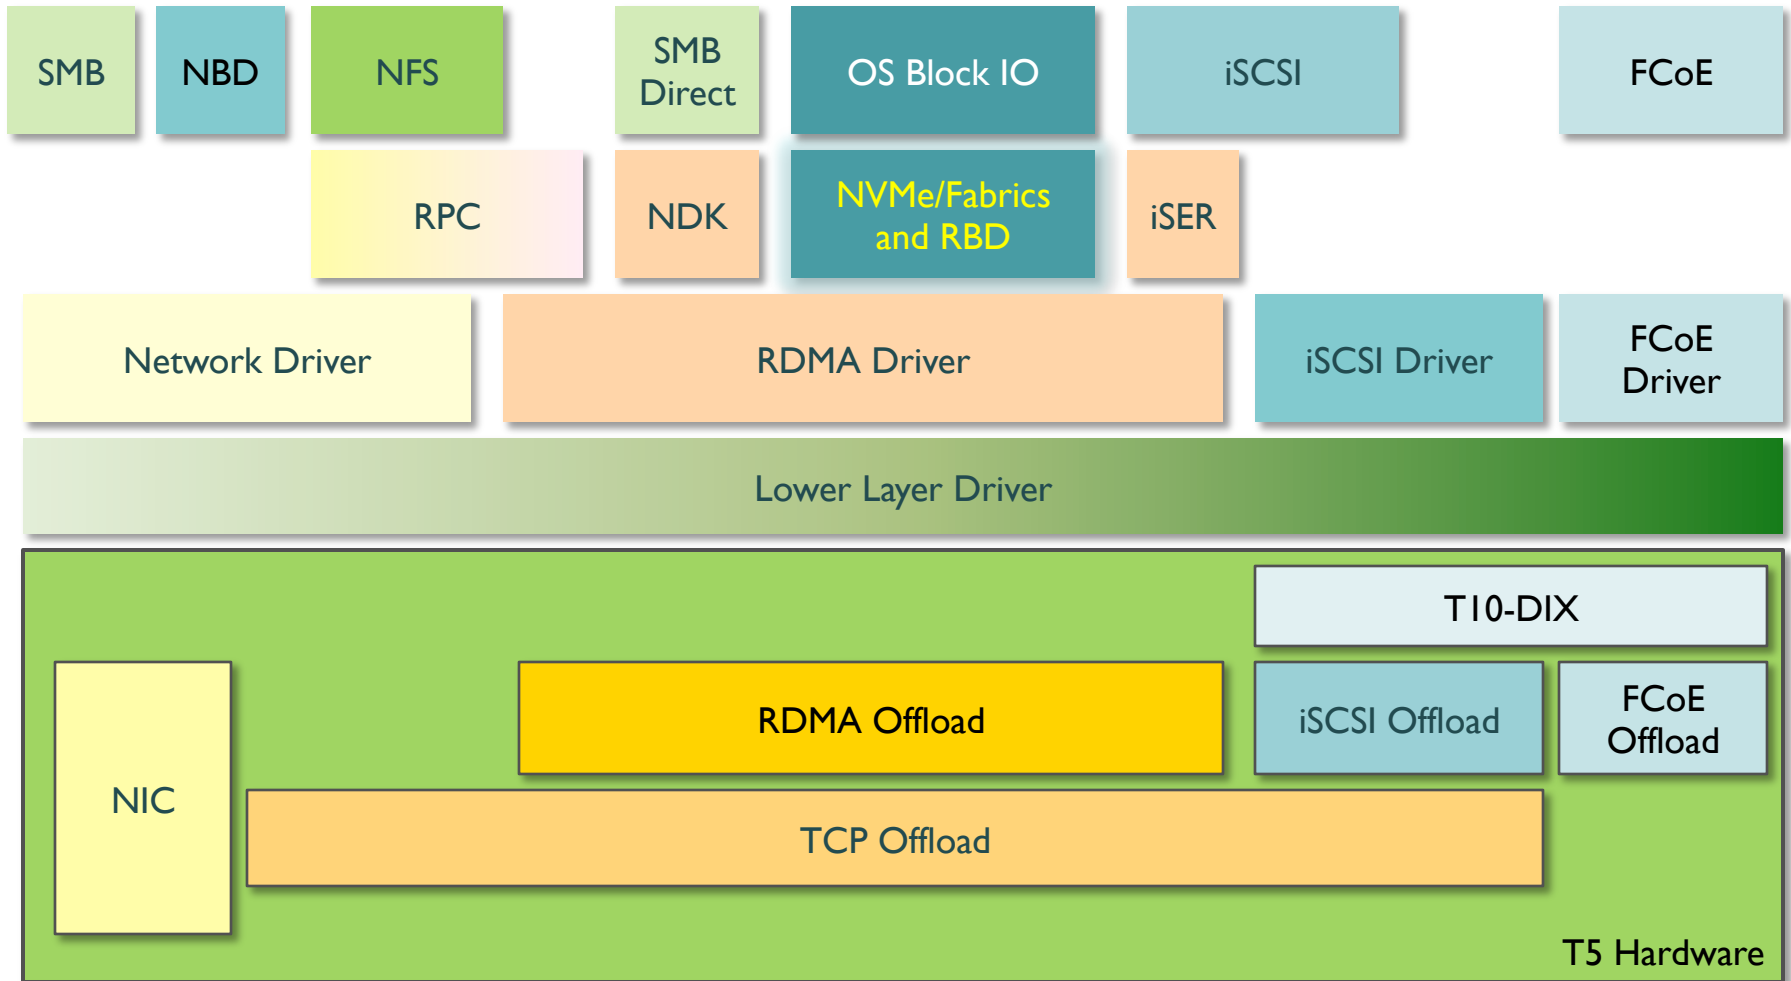 SMB
NBD
NFS
SMB
Direct
OS Block IO
iSCSI
FCoE
RPC
NDK
NVMe/Fabrics
and RBD
iSER
Network Driver
RDMA Driver
iSCSI Driver
FCoE
Driver
Lower Layer Driver
T10-DIX
NIC
RDMA Offload
iSCSI Offload
FCoE
Offload
TCP Offload
T5 Hardware